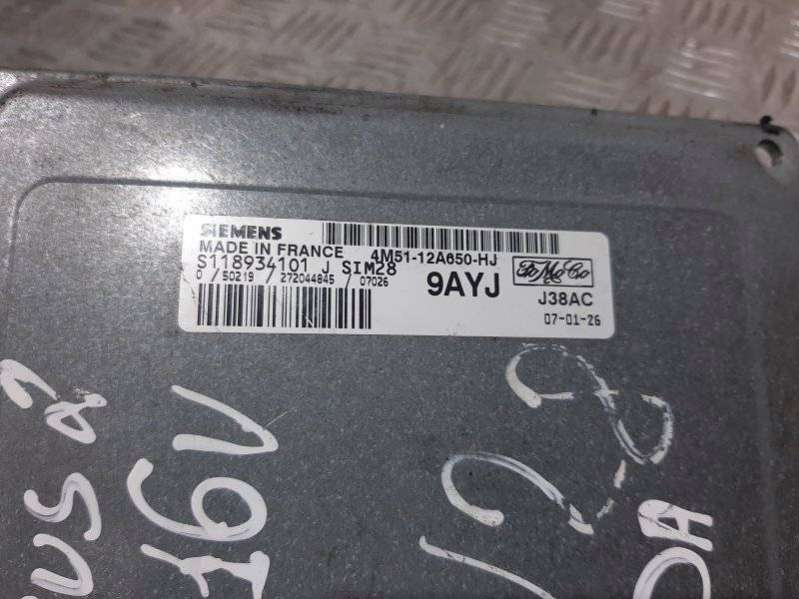 SIEMENS
MADE IN FRANCE 4M51-12A650-HJ
S118934101 J SIM28
0 / 50219 / 272044845 / 07026
9AYJ
FoMoCo
J38AC
07-01-26
16V